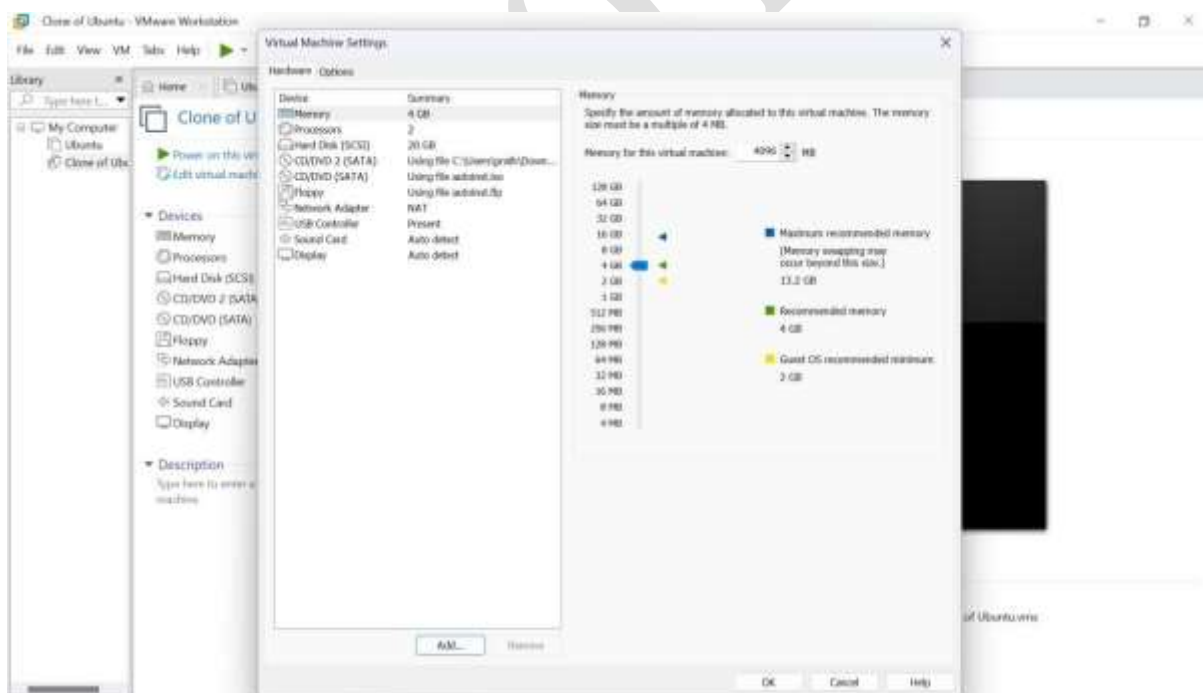 Clone of Ubuntu - VMware Workstation
File Edit View VM Tabs Help
Library
Type here t...
My Computer
Ubuntu
Clone of Ubu
Home
Ubu
Clone of U
Power on this vir
Edit virtual machi
Devices
Memory
Processors
Hard Disk (SCSI)
CD/DVD 2 (SATA
CD/DVD (SATA)
Floppy
Network Adapter
USB Controller
Sound Card
Display
Description
Type here to enter a
machine
Virtual Machine Settings
Hardware Options
Device Summary
Memory 4 GB
Processors 2
Hard Disk (SCSI) 20 GB
CD/DVD 2 (SATA) Using file
CD/DVD (SATA) Using file autoinst.iso
Floppy Using file autoinst.flp
Network Adapter NAT
USB Controller Present
Sound Card Auto detect
Display Auto detect
Add... Remove
Memory
Specify the amount of memory allocated to this virtual machine. The memory
size must be a multiple of 4 MB.
Memory for this virtual machine: 4096 MB
128 GB
64 GB
32 GB
16 GB
8 GB
4 GB
2 GB
1 GB
512 MB
256 MB
128 MB
64 MB
32 MB
16 MB
8 MB
4 MB
Maximum recommended memory
(Memory swapping may
occur beyond this size.)
13.2 GB
Recommended memory
4 GB
Guest OS recommended minimum
2 GB
of Ubuntu.vmx
OK Cancel Help